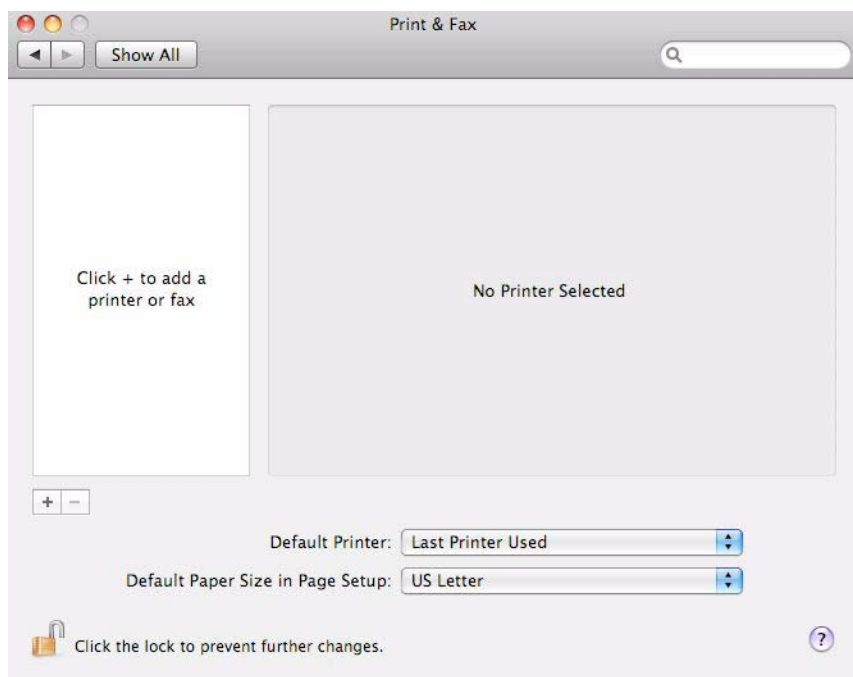 Print & Fax
Show All
Click + to add a
printer or fax
No Printer Selected
+ −
Default Printer: Last Printer Used
Default Paper Size in Page Setup: US Letter
Click the lock to prevent further changes.
?